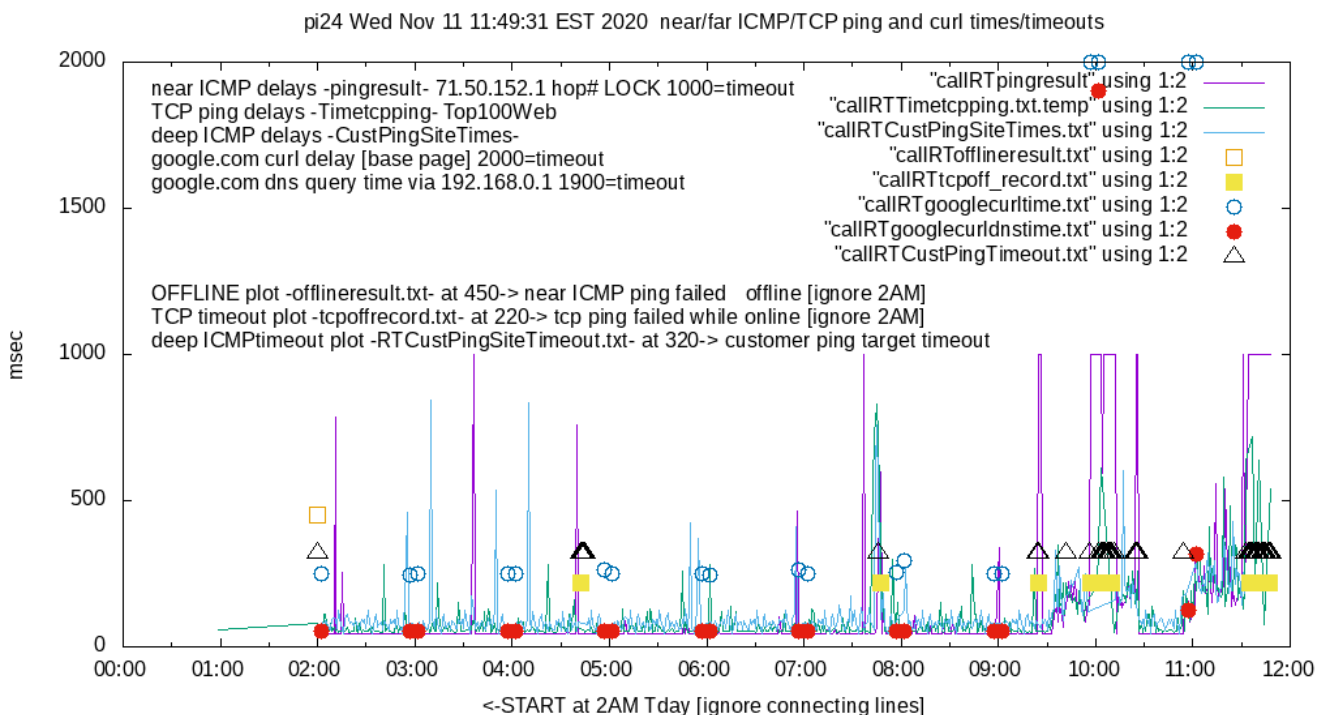 pi24 Wed Nov 11 11:49:31 EST 2020  near/far ICMP/TCP ping and curl times/timeouts
2000
1500
1000
500
0
msec
near ICMP delays -pingresult- 71.50.152.1 hop# LOCK 1000=timeout
TCP ping delays -Timetcpping- Top100Web
deep ICMP delays -CustPingSiteTimes-
google.com curl delay [base page] 2000=timeout
google.com dns query time via 192.168.0.1 1900=timeout
"callRTpingresult" using 1:2
"callRTTimetcpping.txt.temp" using 1:2
"callRTCustPingSiteTimes.txt" using 1:2
"callRTofflineresult.txt" using 1:2
"callRTtcpoff_record.txt" using 1:2
"callRTgooglecurltime.txt" using 1:2
"callRTgooglecurldnstime.txt" using 1:2
"callRTCustPingTimeout.txt" using 1:2
OFFLINE plot -offlineresult.txt- at 450-> near ICMP ping failed   offline [ignore 2AM]
TCP timeout plot -tcpoffrecord.txt- at 220-> tcp ping failed while online [ignore 2AM]
deep ICMPtimeout plot -RTCustPingSiteTimeout.txt- at 320-> customer ping target timeout
00:00 01:00 02:00 03:00 04:00 05:00 06:00 07:00 08:00 09:00 10:00 11:00 12:00
<-START at 2AM Tday [ignore connecting lines]